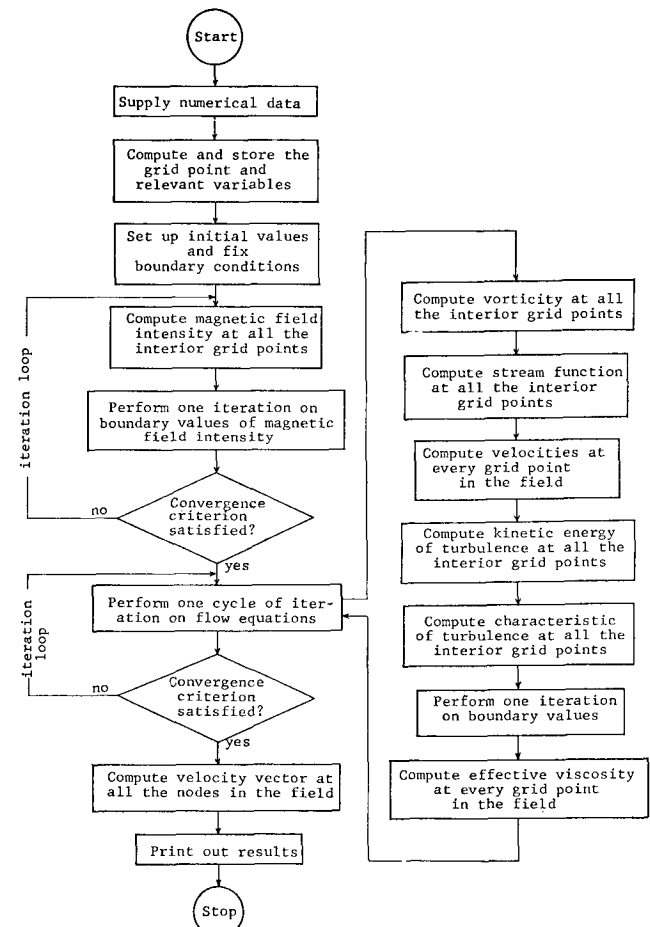 Start
Supply numerical data
Compute and store the
grid point and
relevant variables
Set up initial values
and fix
boundary conditions
iteration loop
Compute magnetic field
intensity at all the
interior grid points
Perform one iteration on
boundary values of magnetic
field intensity
no
Convergence
criterion
satisfied?
yes
iteration
loop
Perform one cycle of iter-
ation on flow equations
no
Convergence
criterion
satisfied?
yes
Compute velocity vector at
all the nodes in the field
Print out results
Stop
Compute vorticity at all
the interior grid points
Compute stream function
at all the interior
grid points
Compute velocities at
every grid point
in the field
Compute kinetic energy
of turbulence at all the
interior grid points
Compute characteristic
of turbulence at all the
interior grid points
Perform one iteration
on boundary values
Compute effective viscosity
at every grid point
in the field